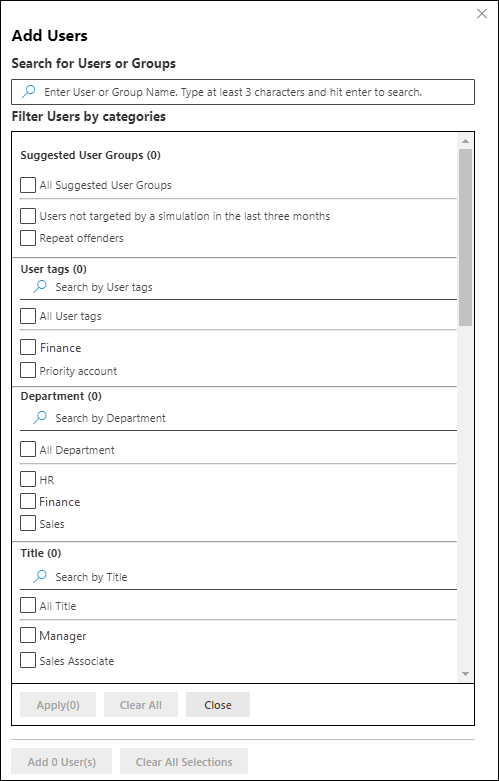 Add Users
Search for Users or Groups
Enter User or Group Name. Type at least 3 characters and hit enter to search.
Filter Users by categories
Suggested User Groups (0)
All Suggested User Groups
Users not targeted by a simulation in the last three months
Repeat offenders
User tags (0)
Search by User tags
All User tags
Finance
Priority account
Department (0)
Search by Department
All Department
HR
Finance
Sales
Title (0)
Search by Title
All Title
Manager
Sales Associate
Apply(0) Clear All Close
Add 0 User(s) Clear All Selections